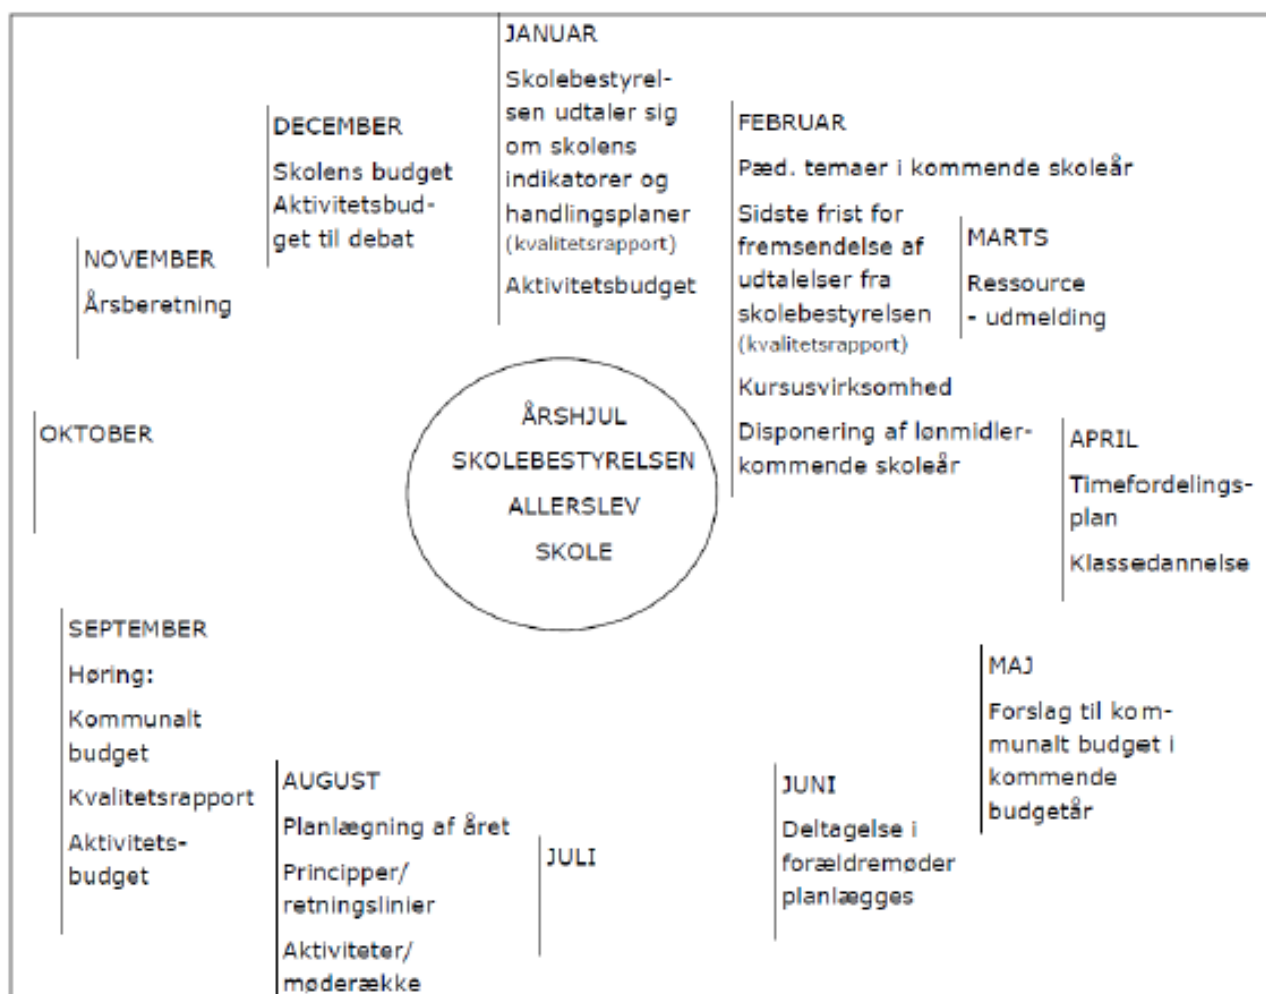 JANUAR
Skolebestyrel-
sen udtaler sig
om skolens
indikatorer og
handlingsplaner
(kvalitetsrapport)
Aktivitetsbudget
FEBRUAR
Pæd. temaer i kommende skoleår
Sidste frist for
fremsendelse af
udtalelser fra
skolebestyrelsen
(kvalitetsrapport)
Kursusvirksomhed
Disponering af lønmidler-
kommende skoleår
MARTS
Ressource
- udmelding
APRIL
Timefordelings-
plan
Klassedannelse
MAJ
Forslag til kom-
munalt budget i
kommende
budgetår
JUNI
Deltagelse i
forældremøder
planlægges
JULI
AUGUST
Planlægning af året
Principper/
retningslinier
Aktiviteter/
møderække
SEPTEMBER
Høring:
Kommunalt
budget
Kvalitetsrapport
Aktivitets-
budget
OKTOBER
NOVEMBER
Årsberetning
DECEMBER
Skolens budget
Aktivitetsbud-
get til debat
ÅRSHJUL
SKOLEBESTYRELSEN
ALLERSLEV
SKOLE